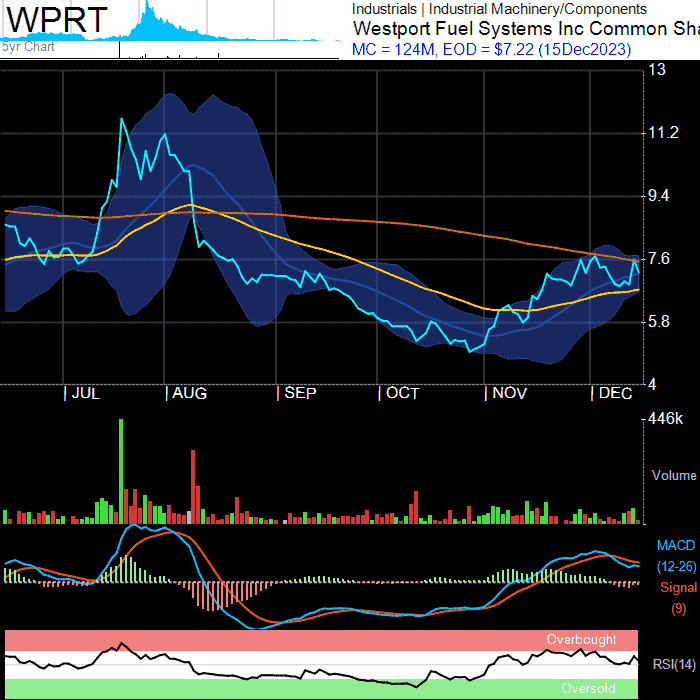 WPRT
5yr Chart
Industrials | Industrial Machinery/Components
Westport Fuel Systems Inc Common Sha
MC = 124M, EOD = $7.22 (15Dec2023)
13
11.2
9.4
7.6
5.8
4
JUL AUG SEP OCT NOV DEC
446k
Volume
MACD
(12-26)
Signal
(9)
Overbought
RSI(14)
Oversold